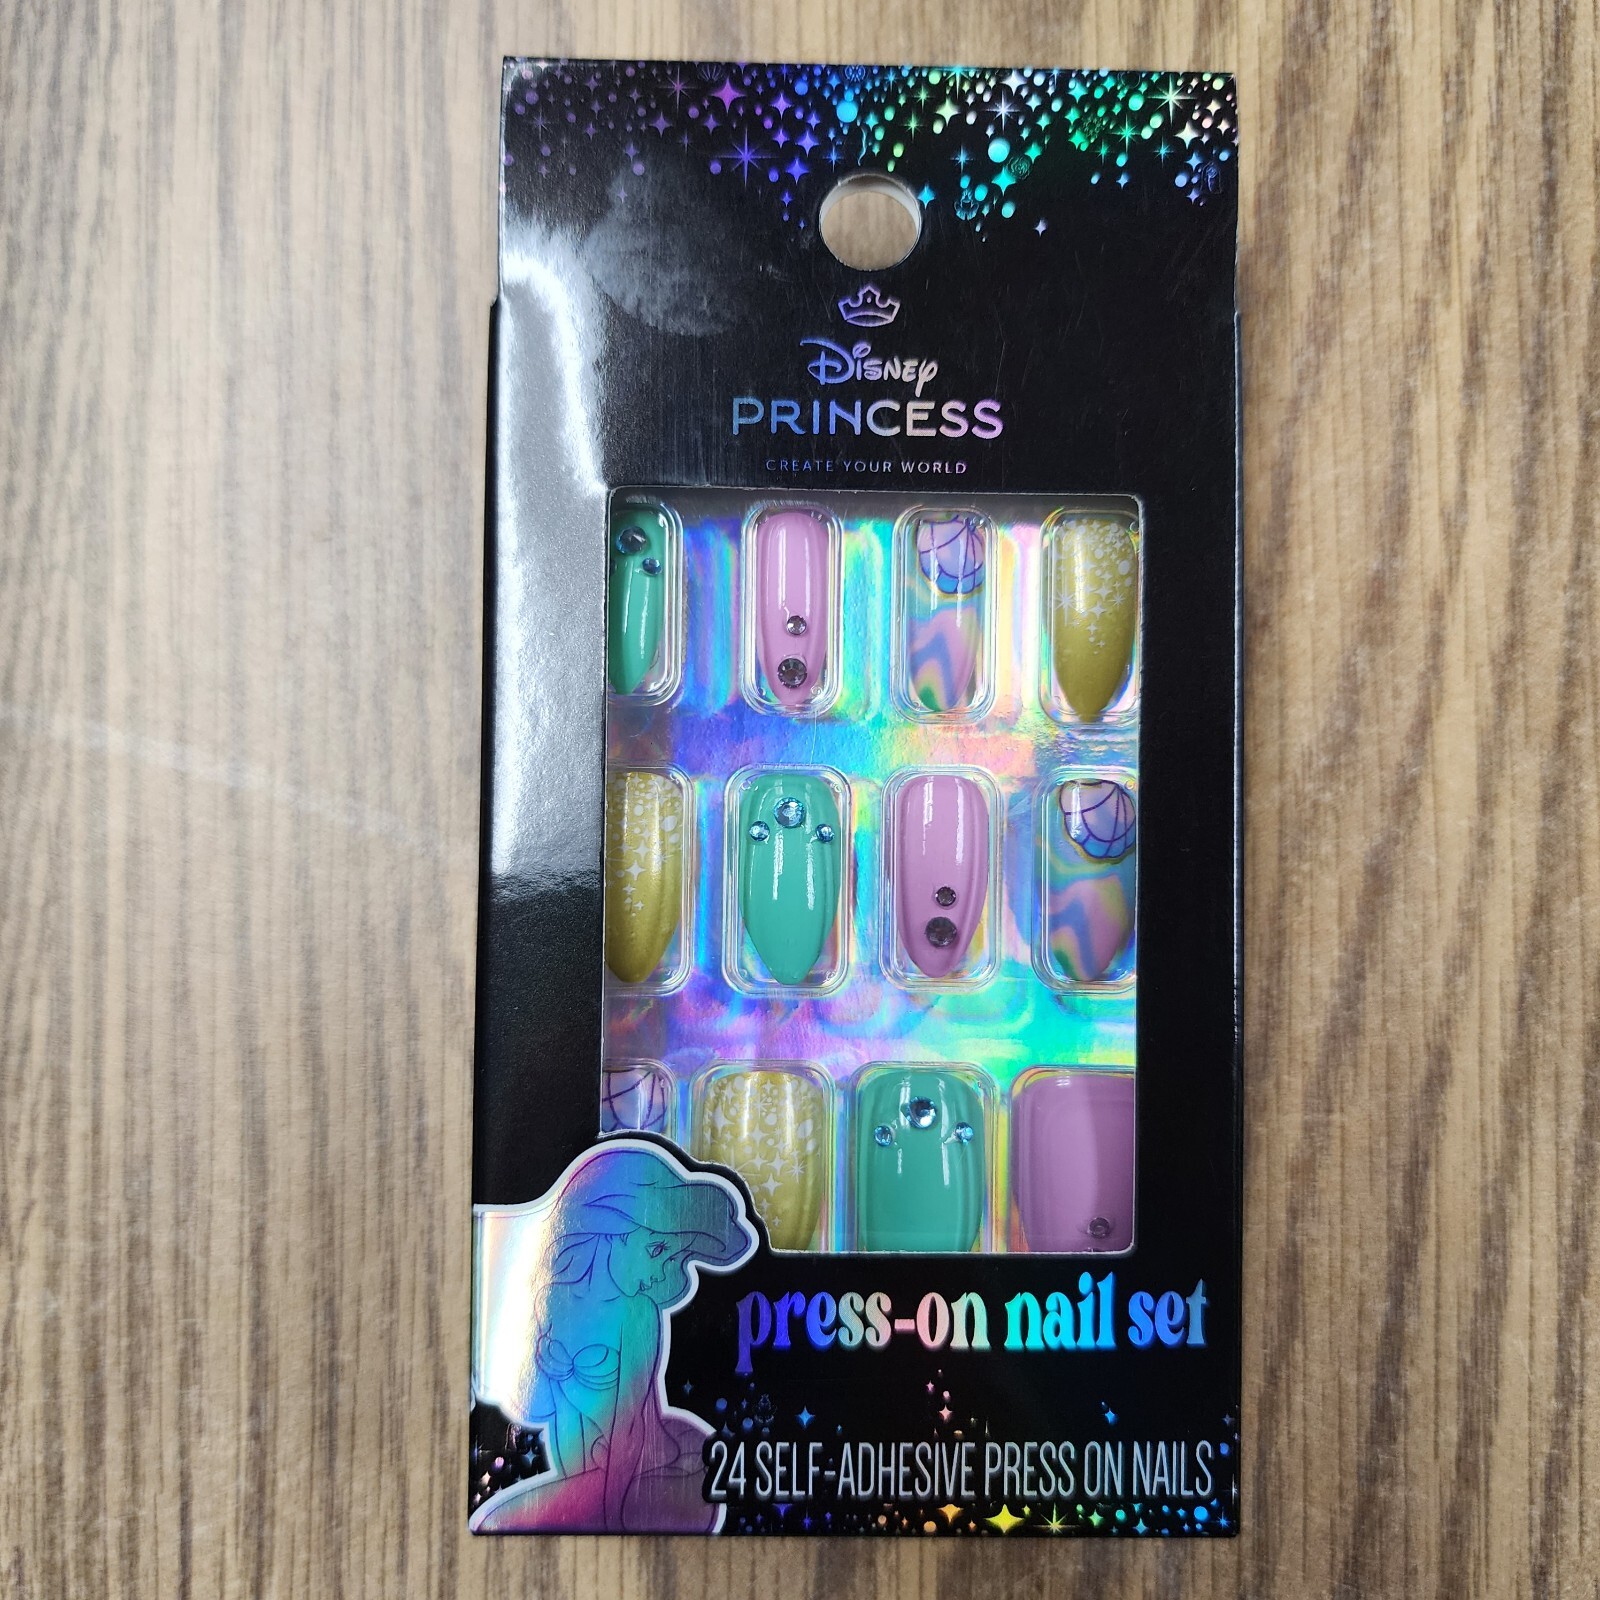 Disney
PRINCESS
CREATE YOUR WORLD
press-on nail set
24 SELF-ADHESIVE PRESS ON NAILS